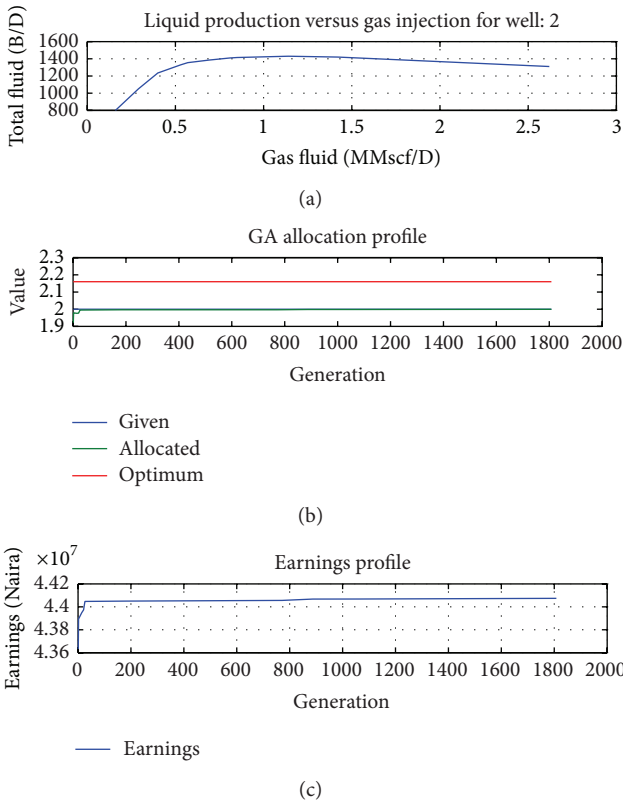 Liquid production versus gas injection for well: 2
Total fluid (B/D)
1600
1400
1200
1000
800
0 0.5 1 1.5 2 2.5 3
Gas fluid (MMscf/D)
(a)
GA allocation profile
Value
2.3
2.2
2.1
2
1.9
0 200 400 600 800 1000 1200 1400 1600 1800 2000
Generation
Given
Allocated
Optimum
(b)
×10^7
Earnings profile
Earnings (Naira)
4.42
4.4
4.38
4.36
0 200 400 600 800 1000 1200 1400 1600 1800 2000
Generation
Earnings
(c)